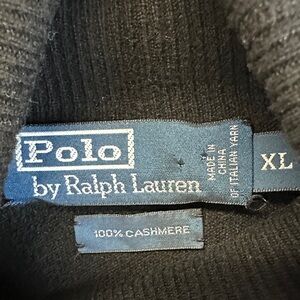 Polo
by Ralph Lauren
MADE IN
CHINA
OF ITALIAN YARN
XL
100% CASHMERE